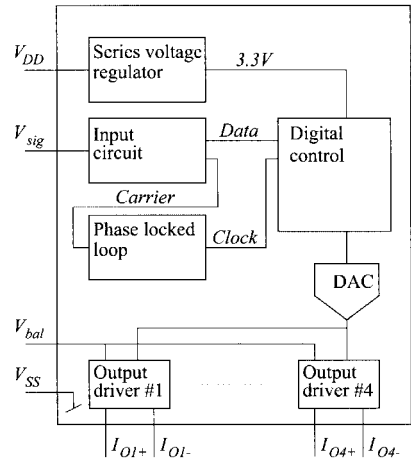 V_DD
Series voltage
regulator
3.3V
V_sig
Input
circuit
Data
Digital
control
Carrier
Phase locked
loop
Clock
DAC
V_bal
V_SS
Output
driver #1
Output
driver #4
I_O1+
I_O1-
I_O4+
I_O4-